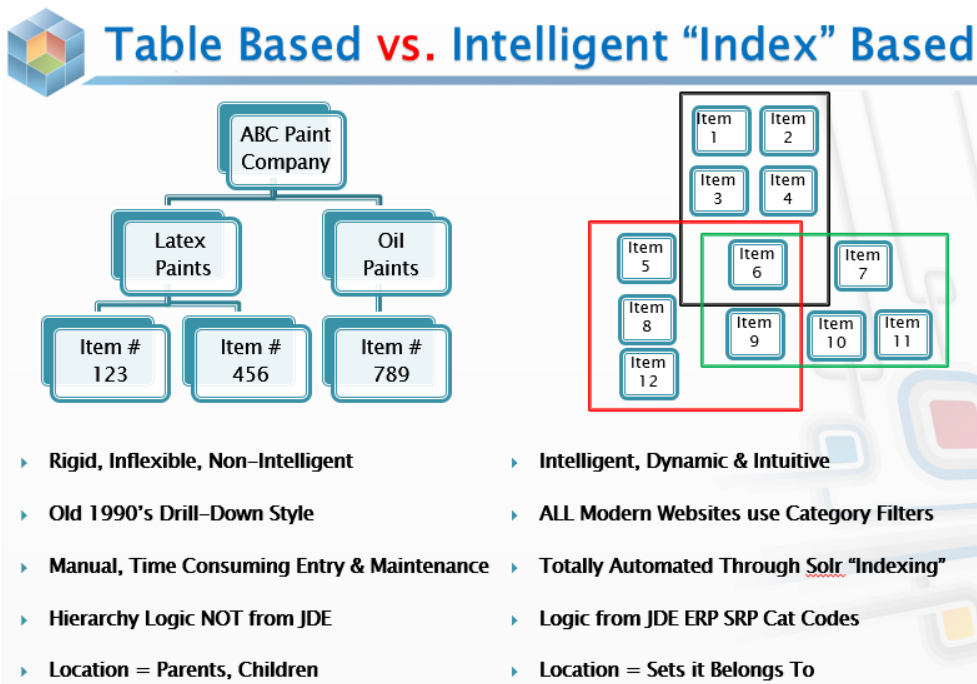 Table Based vs. Intelligent “Index” Based
ABC Paint
Company
Latex
Paints
Oil
Paints
Item #
123
Item #
456
Item #
789
Item
1
Item
2
Item
3
Item
4
Item
5
Item
6
Item
7
Item
8
Item
9
Item
10
Item
11
Item
12
Rigid, Inflexible, Non-Intelligent
Old 1990’s Drill-Down Style
Manual, Time Consuming Entry & Maintenance
Hierarchy Logic NOT from JDE
Location = Parents, Children
Intelligent, Dynamic & Intuitive
ALL Modern Websites use Category Filters
Totally Automated Through Solr “Indexing”
Logic from JDE ERP SRP Cat Codes
Location = Sets it Belongs To